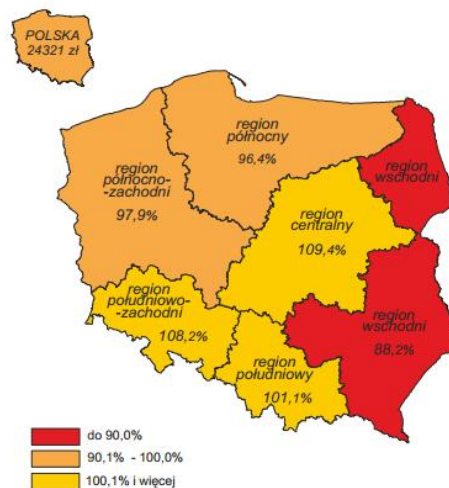 POLSKA
24321 zł
region
północny
96,4%
region
północno-
-zachodni
97,9%
region
wschodni
region
centralny
109,4%
region
południowo-
-zachodni
108,2%
region
wschodni
88,2%
region
południowy
101,1%
do 90,0%
90,1% - 100,0%
100,1% i więcej